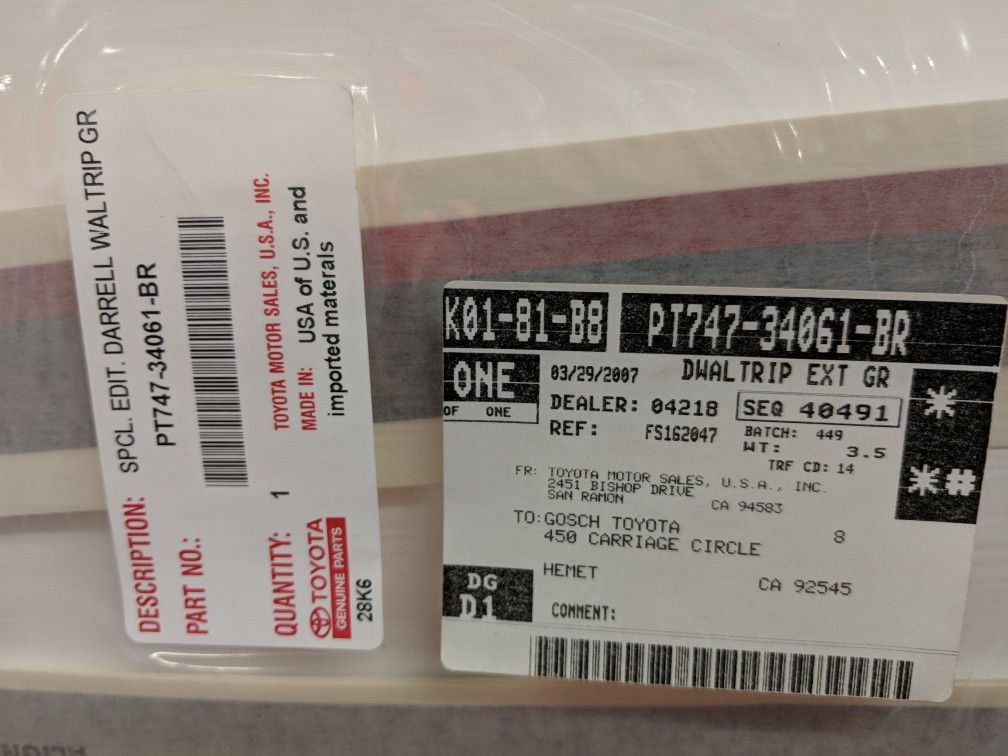 DESCRIPTION: SPCL. EDIT. DARRELL WALTRIP GR
PART NO.: PT747-34061-BR
QUANTITY: 1
TOYOTA MOTOR SALES, U.S.A., INC.
MADE IN: USA of U.S. and
imported materals
TOYOTA
GENUINE PARTS
28K6
K01-81-B8 PT747-34061-BR
ONE
OF ONE
03/29/2007 DWALTRIP EXT GR
DEALER: 04218 SEQ 40491
REF: FS162047 BATCH: 449
WT: 3.5
TRF CD: 14
*
*#
FR: TOYOTA MOTOR SALES, U.S.A., INC.
2451 BISHOP DRIVE
SAN RAMON CA 94583
TO: GOSCH TOYOTA 8
450 CARRIAGE CIRCLE
HEMET CA 92545
DG
D1
COMMENT: